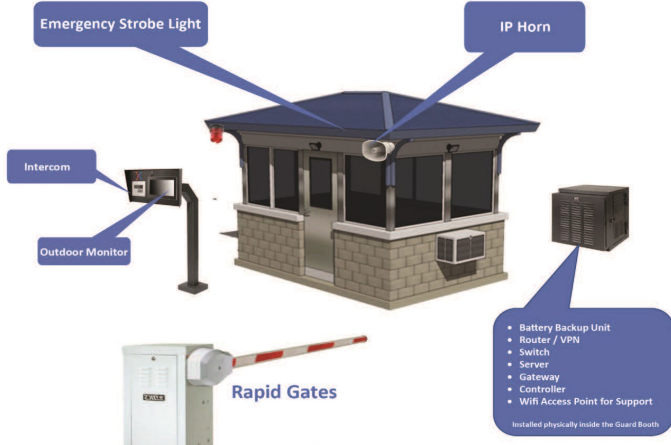 Emergency Strobe Light
IP Horn
Intercom
Outdoor Monitor
Rapid Gates
• Battery Backup Unit
• Router / VPN
• Switch
• Server
• Gateway
• Controller
• Wifi Access Point for Support
Installed physically inside the Guard Booth